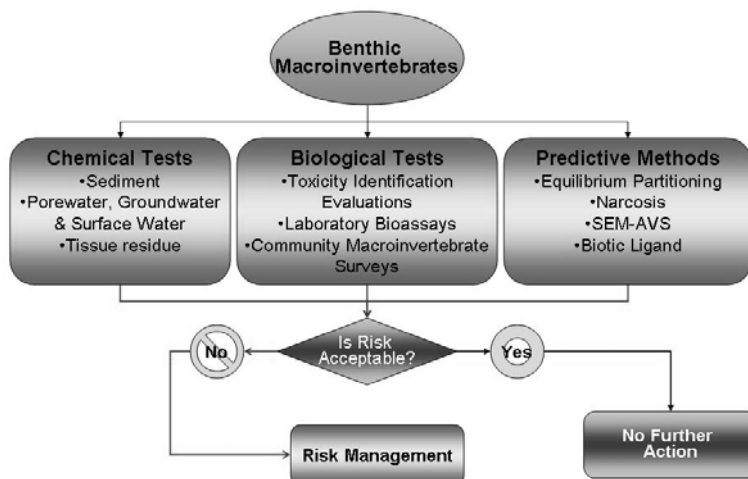 Benthic
Macroinvertebrates
Chemical Tests
•Sediment
•Porewater, Groundwater
& Surface Water
•Tissue residue
Biological Tests
•Toxicity Identification
Evaluations
•Laboratory Bioassays
•Community Macroinvertebrate
Surveys
Predictive Methods
•Equilibrium Partitioning
•Narcosis
•SEM-AVS
•Biotic Ligand
Is Risk
Acceptable?
No
Yes
Risk Management
No Further
Action